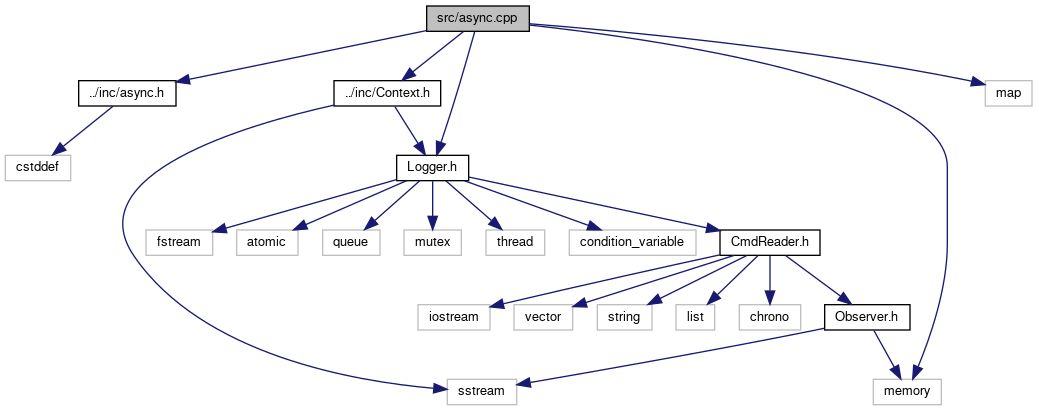 src/async.cpp
../inc/async.h
../inc/Context.h
map
cstddef
Logger.h
fstream
atomic
queue
mutex
thread
condition_variable
CmdReader.h
iostream
vector
string
list
chrono
Observer.h
sstream
memory